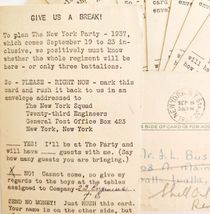 GIVE US A BREAK!
To plan The New York Party - 1937,
which comes September 19 to 23 in-
clusive, we positively must know
whether the whole regiment will be
here - or only three battalions.
So - PLEASE - RIGHT NOW - mark this
card and rush it back to us in an
envelope addressed to
The New York Squad
Twenty-third Engineers
General Post Office Box 423
New York, New York
YES! I'll be at The Party and
will have guests with me. (Say
how many guests you are bringing.)
X NO! Cannot come, so give my
regards to the boys at the tables
assigned to Company
SEND NO MONEY! Just RUSH this card.
Your name is on the other side,
NEW YORK
SEP
SIDE OF CARD IS FOR ADDRESS
Mr. J. L. Bus